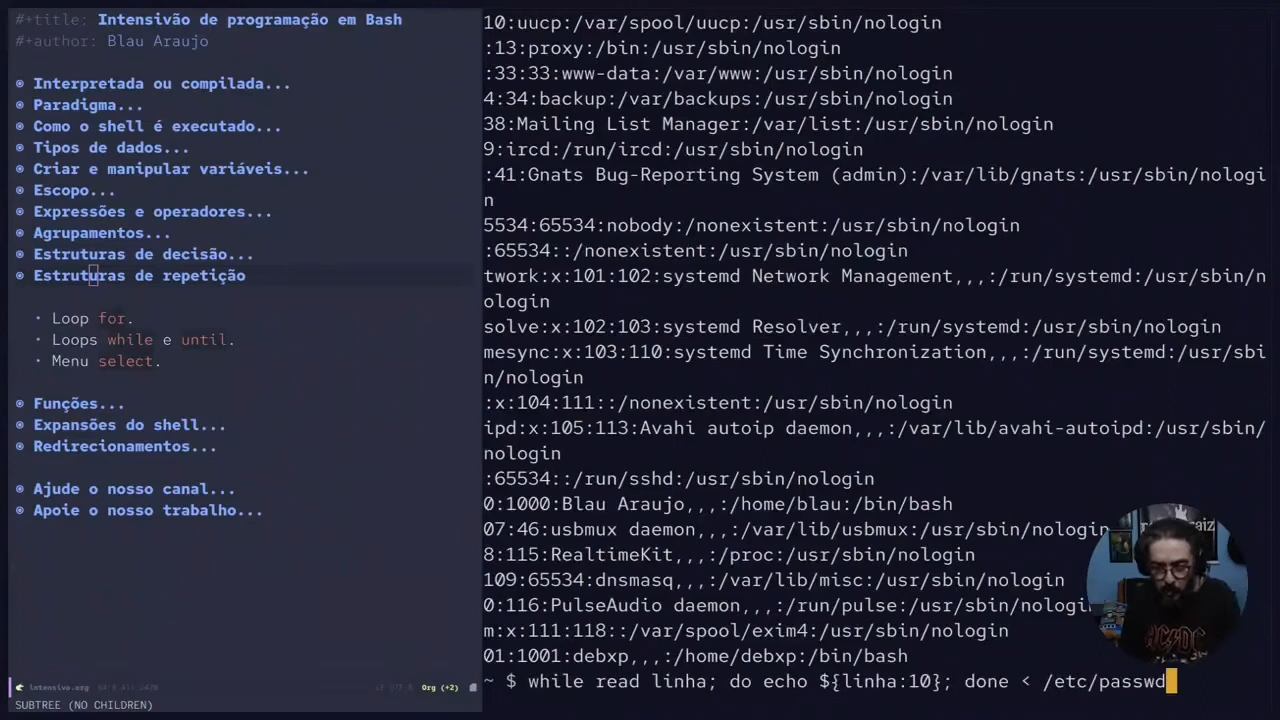 #+title: Intensivão de programação em Bash
#+author: Blau Araujo
Interpretada ou compilada...
Paradigma...
Como o shell é executado...
Tipos de dados...
Criar e manipular variáveis...
Escopo...
Expressões e operadores...
Agrupamentos...
Estruturas de decisão...
Estruturas de repetição
• Loop for.
• Loops while e until.
• Menu select.
Funções...
Expansões do shell...
Redirecionamentos...
Ajude o nosso canal...
Apoie o nosso trabalho...
intensivo.org
Org (+2)
SUBTREE (NO CHILDREN)
10:uucp:/var/spool/uucp:/usr/sbin/nologin
:13:proxy:/bin:/usr/sbin/nologin
:33:33:www-data:/var/www:/usr/sbin/nologin
4:34:backup:/var/backups:/usr/sbin/nologin
38:Mailing List Manager:/var/list:/usr/sbin/nologin
9:ircd:/run/ircd:/usr/sbin/nologin
:41:Gnats Bug-Reporting System (admin):/var/lib/gnats:/usr/sbin/nologi
n
5534:65534:nobody:/nonexistent:/usr/sbin/nologin
:65534::/nonexistent:/usr/sbin/nologin
twork:x:101:102:systemd Network Management,,,:/run/systemd:/usr/sbin/n
ologin
solve:x:102:103:systemd Resolver,,,:/run/systemd:/usr/sbin/nologin
mesync:x:103:110:systemd Time Synchronization,,,:/run/systemd:/usr/sbi
n/nologin
:x:104:111::/nonexistent:/usr/sbin/nologin
ipd:x:105:113:Avahi autoip daemon,,,:/var/lib/avahi-autoipd:/usr/sbin/
nologin
:65534::/run/sshd:/usr/sbin/nologin
0:1000:Blau Araujo,,,:/home/blau:/bin/bash
07:46:usbmux daemon,,,:/var/lib/usbmux:/usr/sbin/nologin
8:115:RealtimeKit,,,:/proc:/usr/sbin/nologin
109:65534:dnsmasq,,,:/var/lib/misc:/usr/sbin/nologin
0:116:PulseAudio daemon,,,:/run/pulse:/usr/sbin/nologin
m:x:111:118::/var/spool/exim4:/usr/sbin/nologin
01:1001:debxp,,,:/home/debxp:/bin/bash
~ $ while read linha; do echo ${linha:10}; done < /etc/passwd